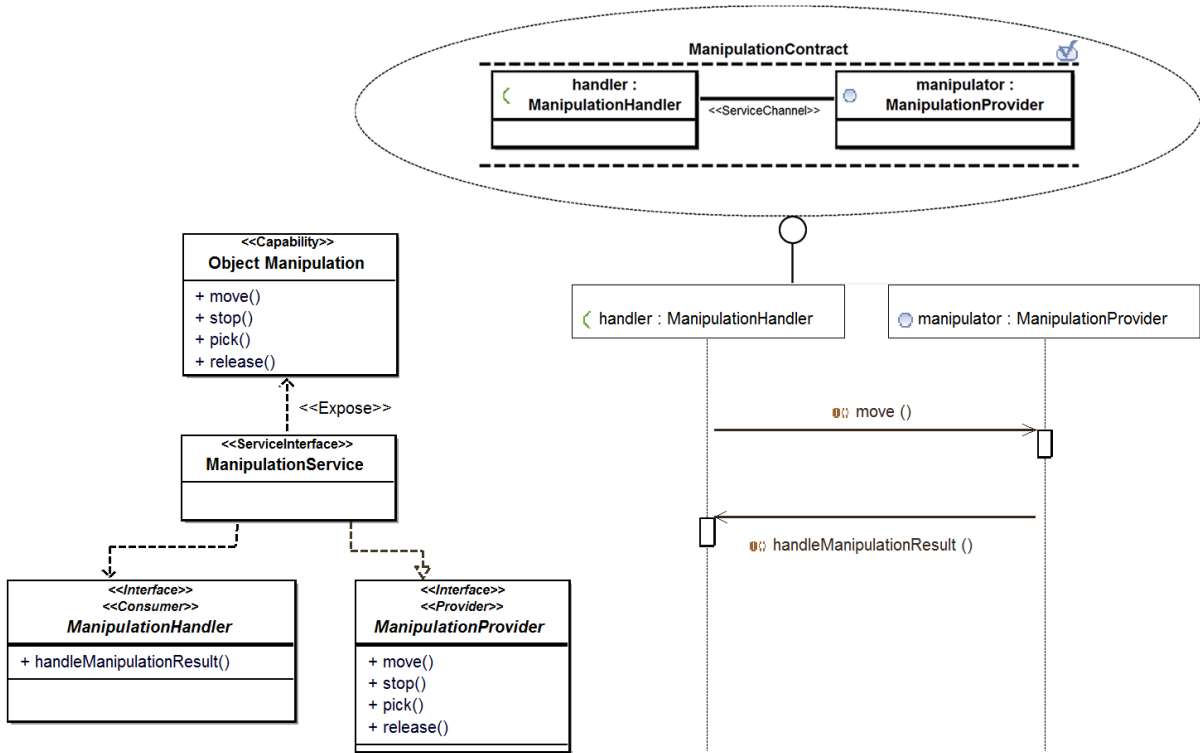 ManipulationContract
handler :
ManipulationHandler
<<ServiceChannel>>
manipulator :
ManipulationProvider
<<Capability>>
Object Manipulation
+ move()
+ stop()
+ pick()
+ release()
<<Expose>>
<<ServiceInterface>>
ManipulationService
<<Interface>>
<<Consumer>>
ManipulationHandler
+ handleManipulationResult()
<<Interface>>
<<Provider>>
ManipulationProvider
+ move()
+ stop()
+ pick()
+ release()
handler : ManipulationHandler
manipulator : ManipulationProvider
move ()
handleManipulationResult ()